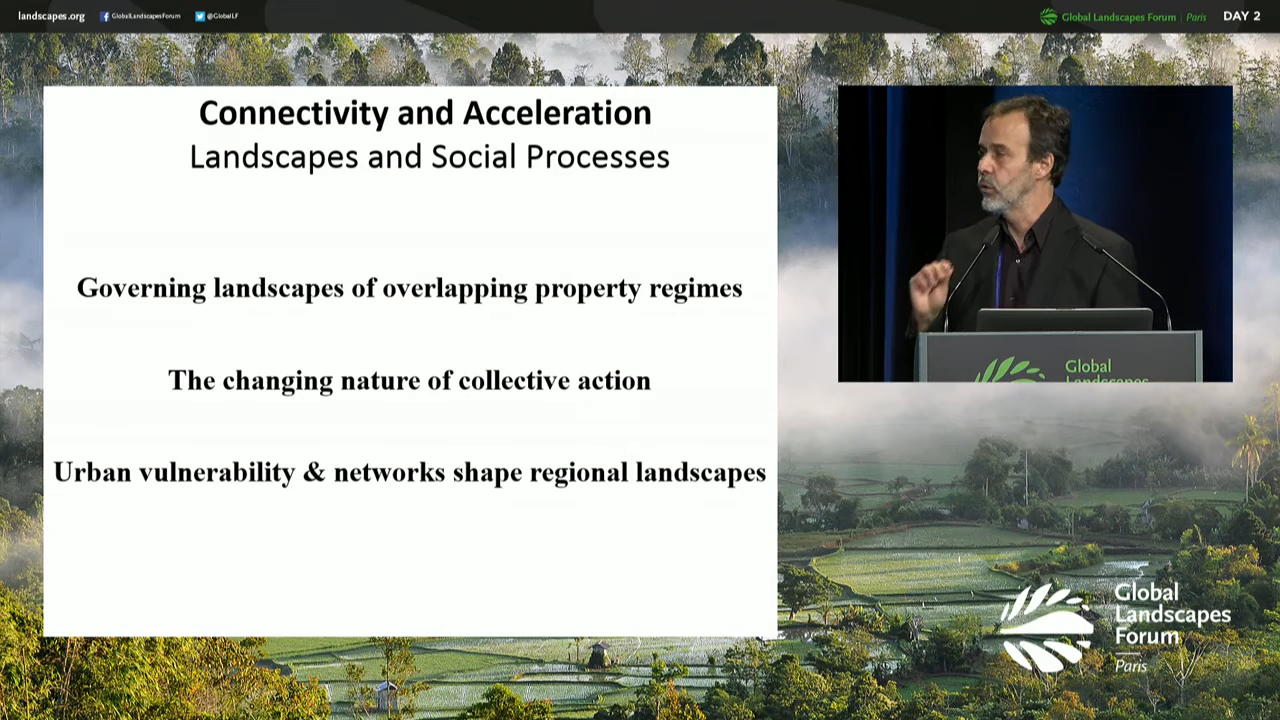 landscapes.org GlobalLandscapesForum @GlobalLF Global Landscapes Forum | Paris DAY 2
Connectivity and Acceleration
Landscapes and Social Processes
Governing landscapes of overlapping property regimes
The changing nature of collective action
Urban vulnerability & networks shape regional landscapes
Global
Landscapes
Global
Landscapes
Forum
Paris